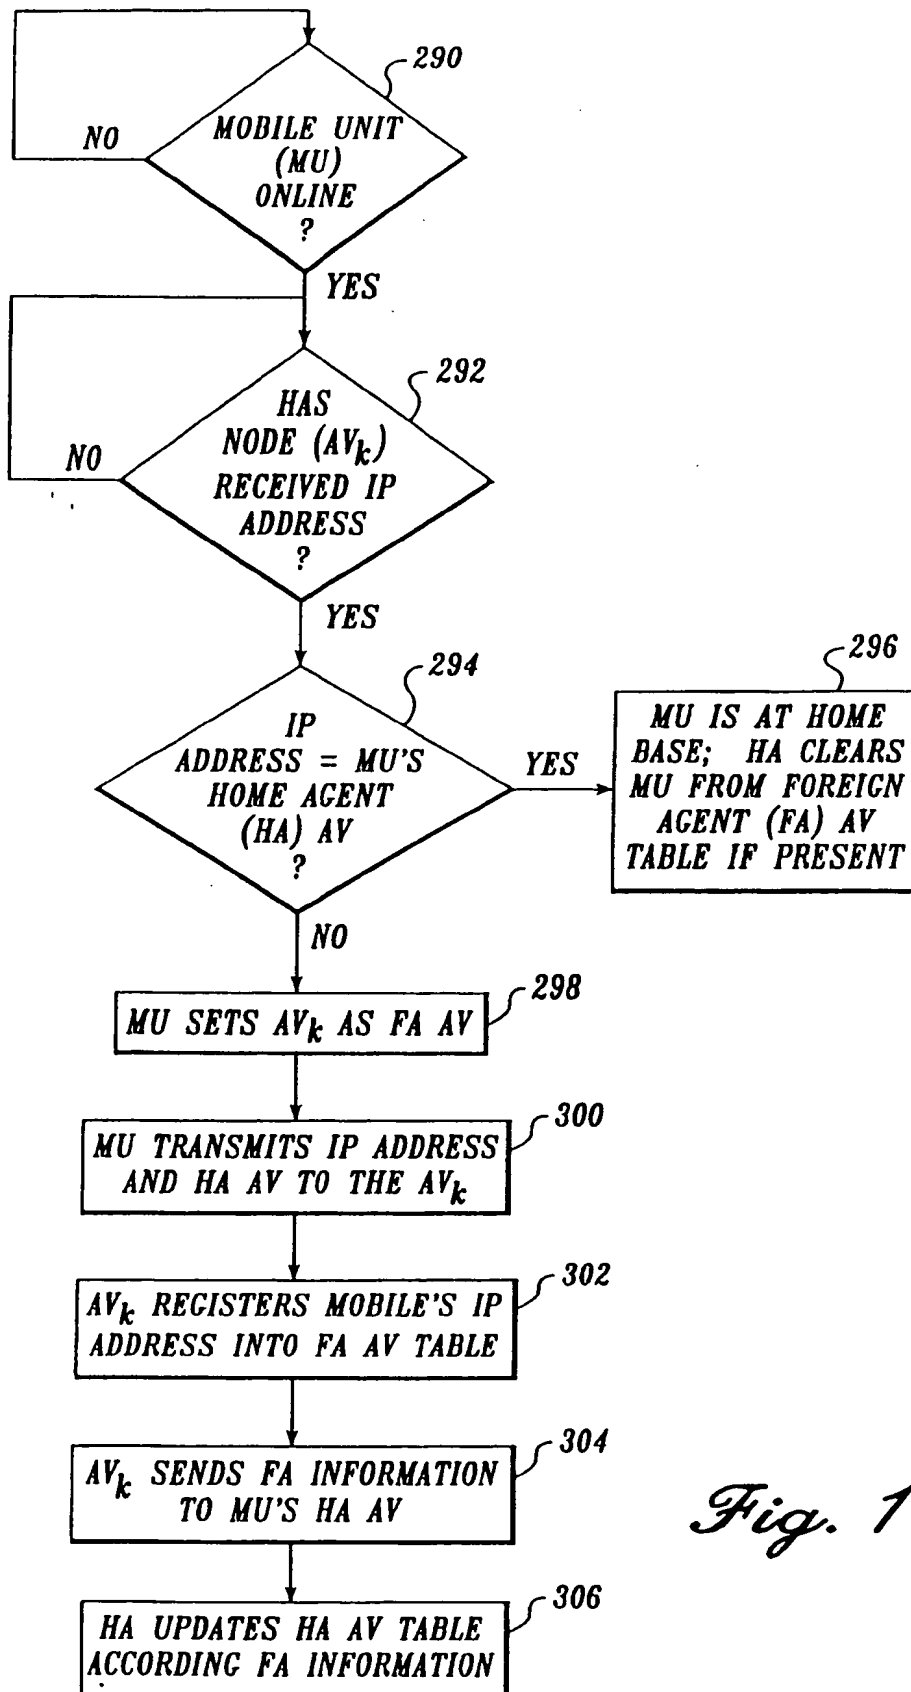 290
MOBILE UNIT
(MU)
ONLINE
?
NO
YES
292
HAS
NODE (AVk)
RECEIVED IP
ADDRESS
?
NO
YES
294
IP
ADDRESS = MU'S
HOME AGENT
(HA) AV
?
YES
296
MU IS AT HOME
BASE; HA CLEARS
MU FROM FOREIGN
AGENT (FA) AV
TABLE IF PRESENT
NO
298
MU SETS AVk AS FA AV
300
MU TRANSMITS IP ADDRESS
AND HA AV TO THE AVk
302
AVk REGISTERS MOBILE'S IP
ADDRESS INTO FA AV TABLE
304
AVk SENDS FA INFORMATION
TO MU'S HA AV
306
HA UPDATES HA AV TABLE
ACCORDING FA INFORMATION
Fig. 1